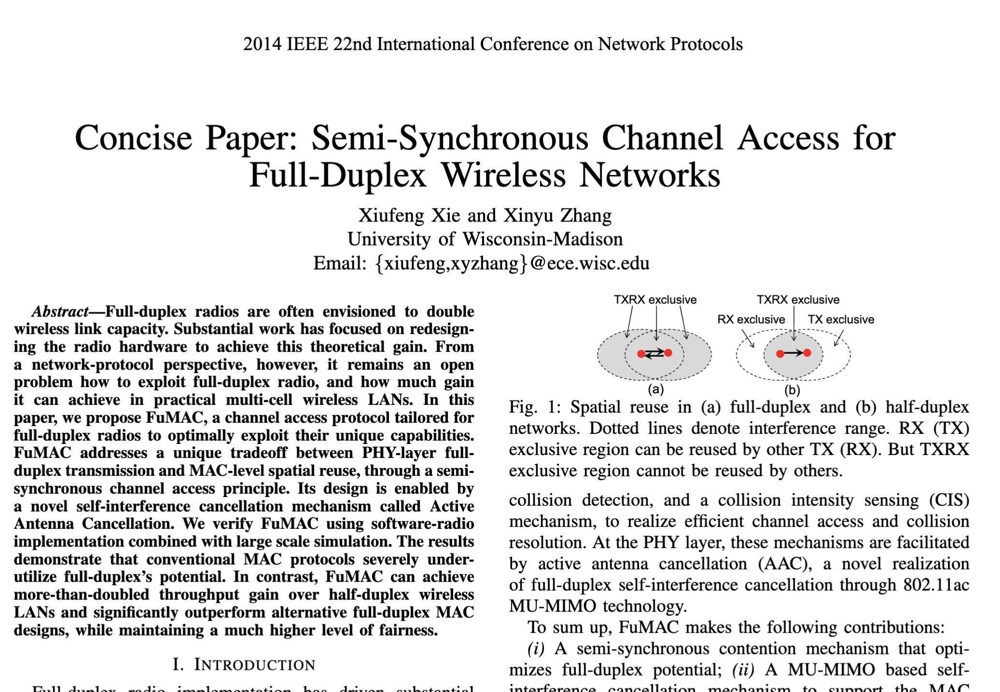 2014 IEEE 22nd International Conference on Network Protocols
Concise Paper: Semi-Synchronous Channel Access for
Full-Duplex Wireless Networks
Xiufeng Xie and Xinyu Zhang
University of Wisconsin-Madison
Email: {xiufeng,xyzhang}@ece.wisc.edu
Abstract—Full-duplex radios are often envisioned to double
wireless link capacity. Substantial work has focused on redesign-
ing the radio hardware to achieve this theoretical gain. From
a network-protocol perspective, however, it remains an open
problem how to exploit full-duplex radio, and how much gain
it can achieve in practical multi-cell wireless LANs. In this
paper, we propose FuMAC, a channel access protocol tailored for
full-duplex radios to optimally exploit their unique capabilities.
FuMAC addresses a unique tradeoff between PHY-layer full-
duplex transmission and MAC-level spatial reuse, through a semi-
synchronous channel access principle. Its design is enabled by
a novel self-interference cancellation mechanism called Active
Antenna Cancellation. We verify FuMAC using software-radio
implementation combined with large scale simulation. The results
demonstrate that conventional MAC protocols severely under-
utilize full-duplex's potential. In contrast, FuMAC can achieve
more-than-doubled throughput gain over half-duplex wireless
LANs and significantly outperform alternative full-duplex MAC
designs, while maintaining a much higher level of fairness.
I. INTRODUCTION
Full-duplex radio implementation has driven substantial
TXRX exclusive
TXRX exclusive
RX exclusive
TX exclusive
(a)
(b)
Fig. 1: Spatial reuse in (a) full-duplex and (b) half-duplex
networks. Dotted lines denote interference range. RX (TX)
exclusive region can be reused by other TX (RX). But TXRX
exclusive region cannot be reused by others.
collision detection, and a collision intensity sensing (CIS)
mechanism, to realize efficient channel access and collision
resolution. At the PHY layer, these mechanisms are facilitated
by active antenna cancellation (AAC), a novel realization
of full-duplex self-interference cancellation through 802.11ac
MU-MIMO technology.
To sum up, FuMAC makes the following contributions:
(i) A semi-synchronous contention mechanism that opti-
mizes full-duplex potential; (ii) A MU-MIMO based self-
interference cancellation mechanism to support the MAC